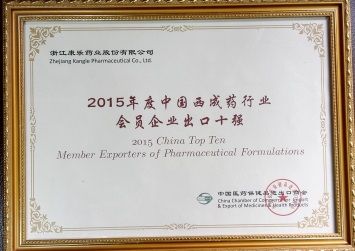 浙江康乐药业股份有限公司
Zhejiang Kangle Pharmaceutical Co., Ltd.
2015年度中国西成药行业
会员企业出口十强
2015 China Top Ten
Member Exporters of Pharmaceutical Formulations
中国医药保健品进出口商会
China Chamber of Commerce for Import
& Export of Medicines & Health Products